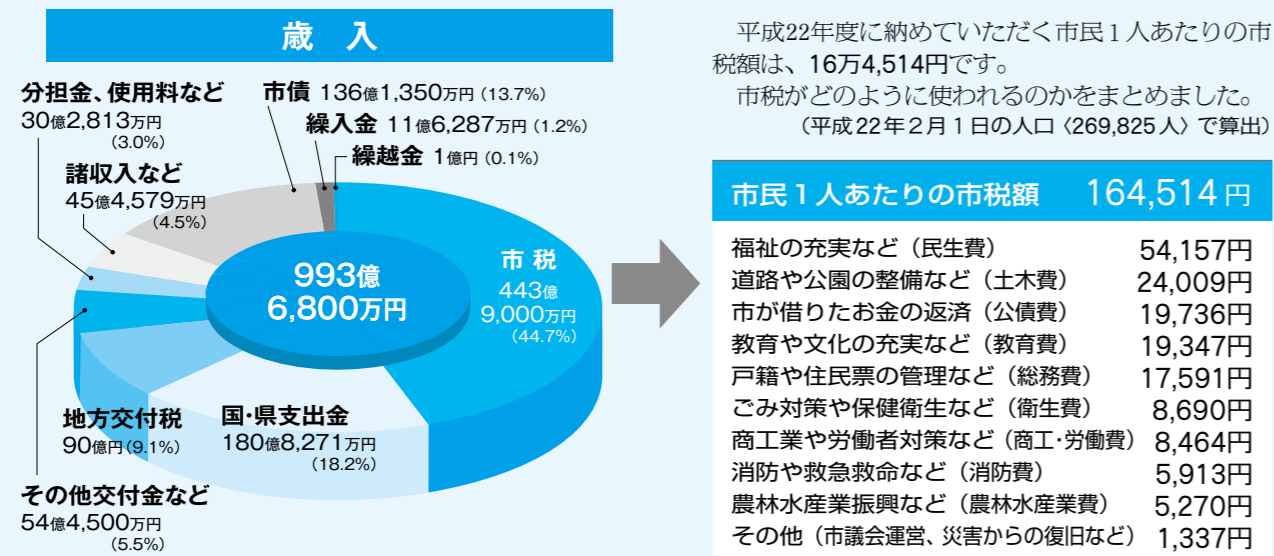 歳 入
分担金、使用料など
30億2,813万円
(3.0%)
諸収入など
45億4,579万円
(4.5%)
市債 136億1,350万円(13.7%)
繰入金 11億6,287万円(1.2%)
繰越金 1億円(0.1%)
993億
6,800万円
市 税
443億
9,000万円
(44.7%)
地方交付税
90億円(9.1%)
国・県支出金
180億8,271万円
(18.2%)
その他交付金など
54億4,500万円
(5.5%)
平成22年度に納めていただく市民1人あたりの市
税額は、16万4,514円です。
市税がどのように使われるのかをまとめました。
(平成22年2月1日の人口〈269,825人〉で算出)
市民1人あたりの市税額 164,514円
福祉の充実など(民生費) 54,157円
道路や公園の整備など(土木費) 24,009円
市が借りたお金の返済(公債費) 19,736円
教育や文化の充実など(教育費) 19,347円
戸籍や住民票の管理など(総務費) 17,591円
ごみ対策や保健衛生など(衛生費) 8,690円
商工業や労働者対策など(商工・労働費) 8,464円
消防や救急救命など(消防費) 5,913円
農林水産業振興など(農林水産業費) 5,270円
その他(市議会運営、災害からの復旧など) 1,337円